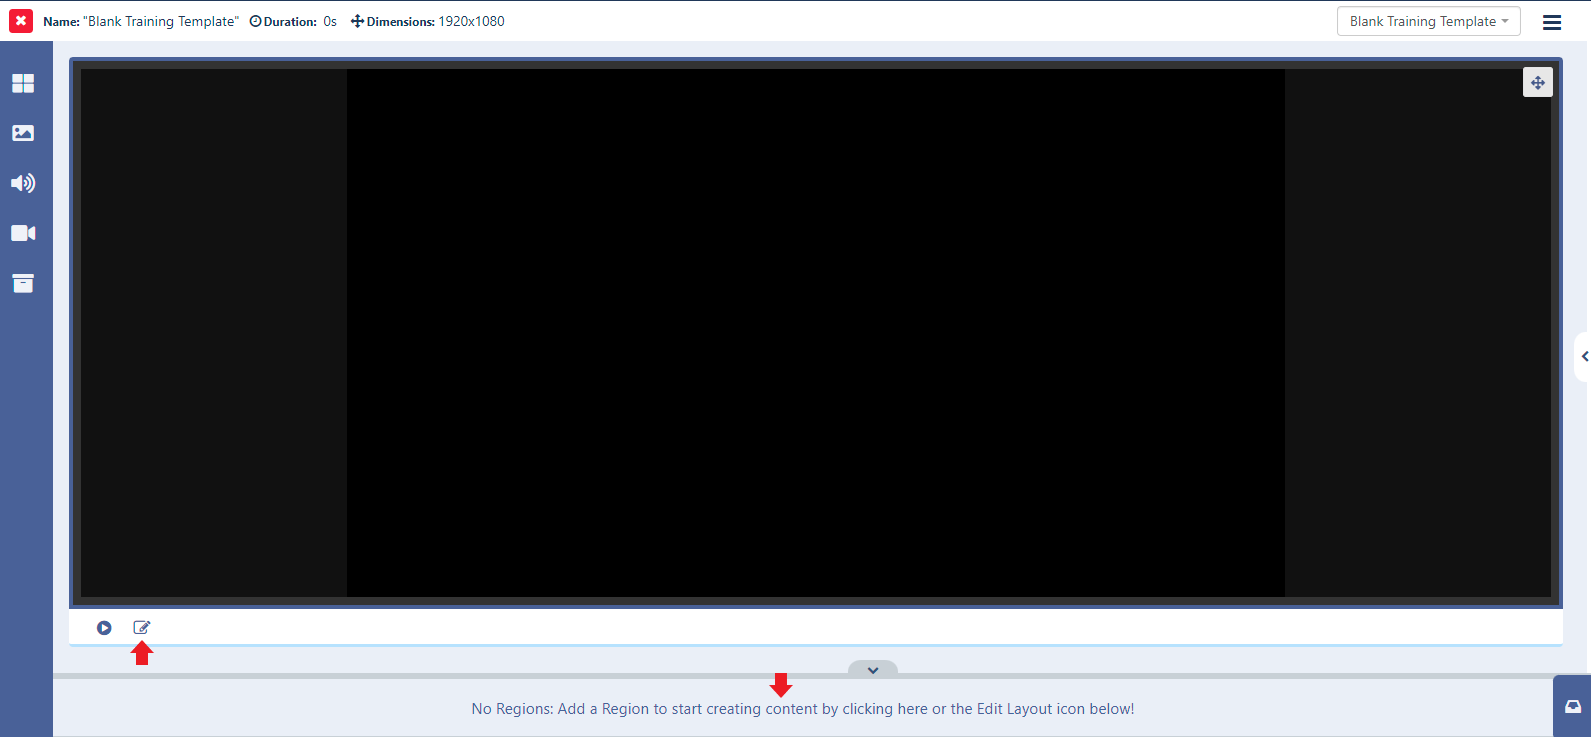 Name: "Blank Training Template" Duration: 0s Dimensions: 1920x1080
Blank Training Template
No Regions: Add a Region to start creating content by clicking here or the Edit Layout icon below!